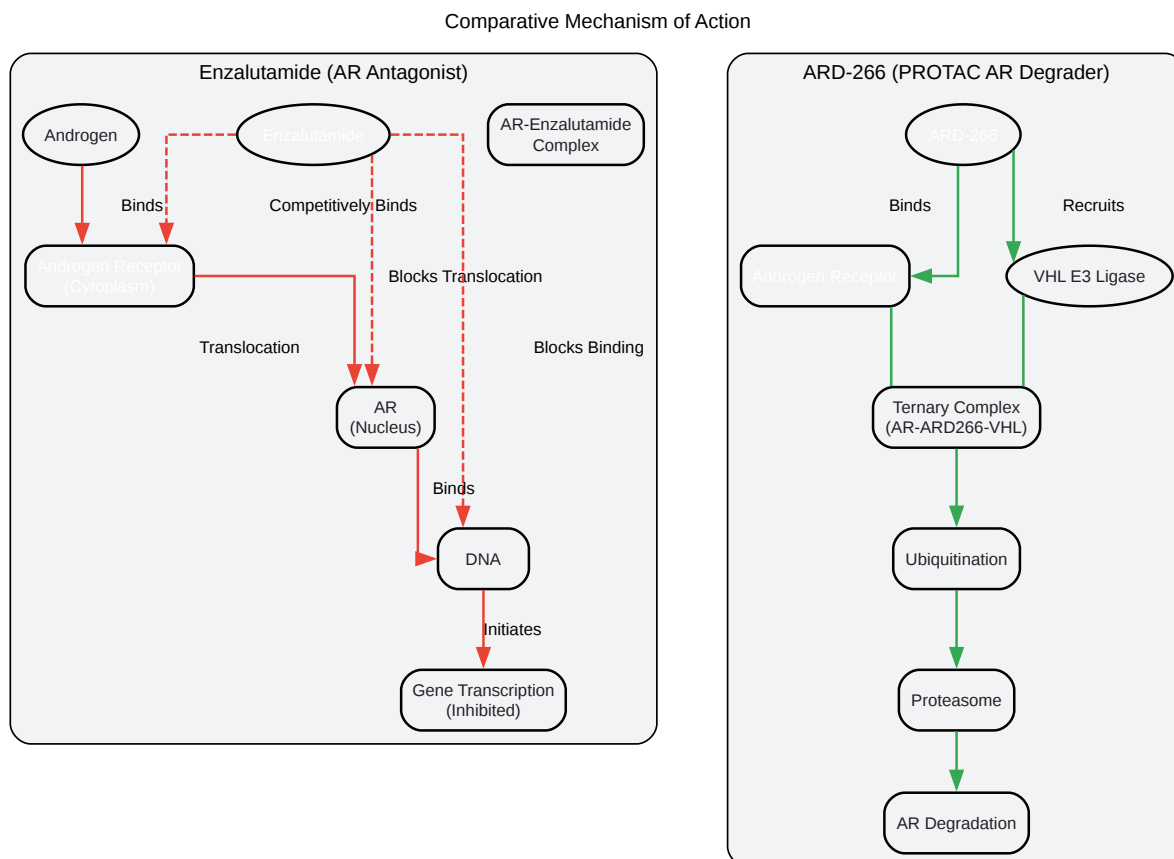 Comparative Mechanism of Action
Enzalutamide (AR Antagonist)
Androgen
Enzalutamide
AR-Enzalutamide
Complex
Binds
Competitively Binds
Androgen Receptor
(Cytoplasm)
Blocks Translocation
Translocation
Blocks Binding
AR
(Nucleus)
Binds
DNA
Initiates
Gene Transcription
(Inhibited)
ARD-266 (PROTAC AR Degrader)
ARD-266
Binds
Recruits
Androgen Receptor
VHL E3 Ligase
Ternary Complex
(AR-ARD266-VHL)
Ubiquitination
Proteasome
AR Degradation